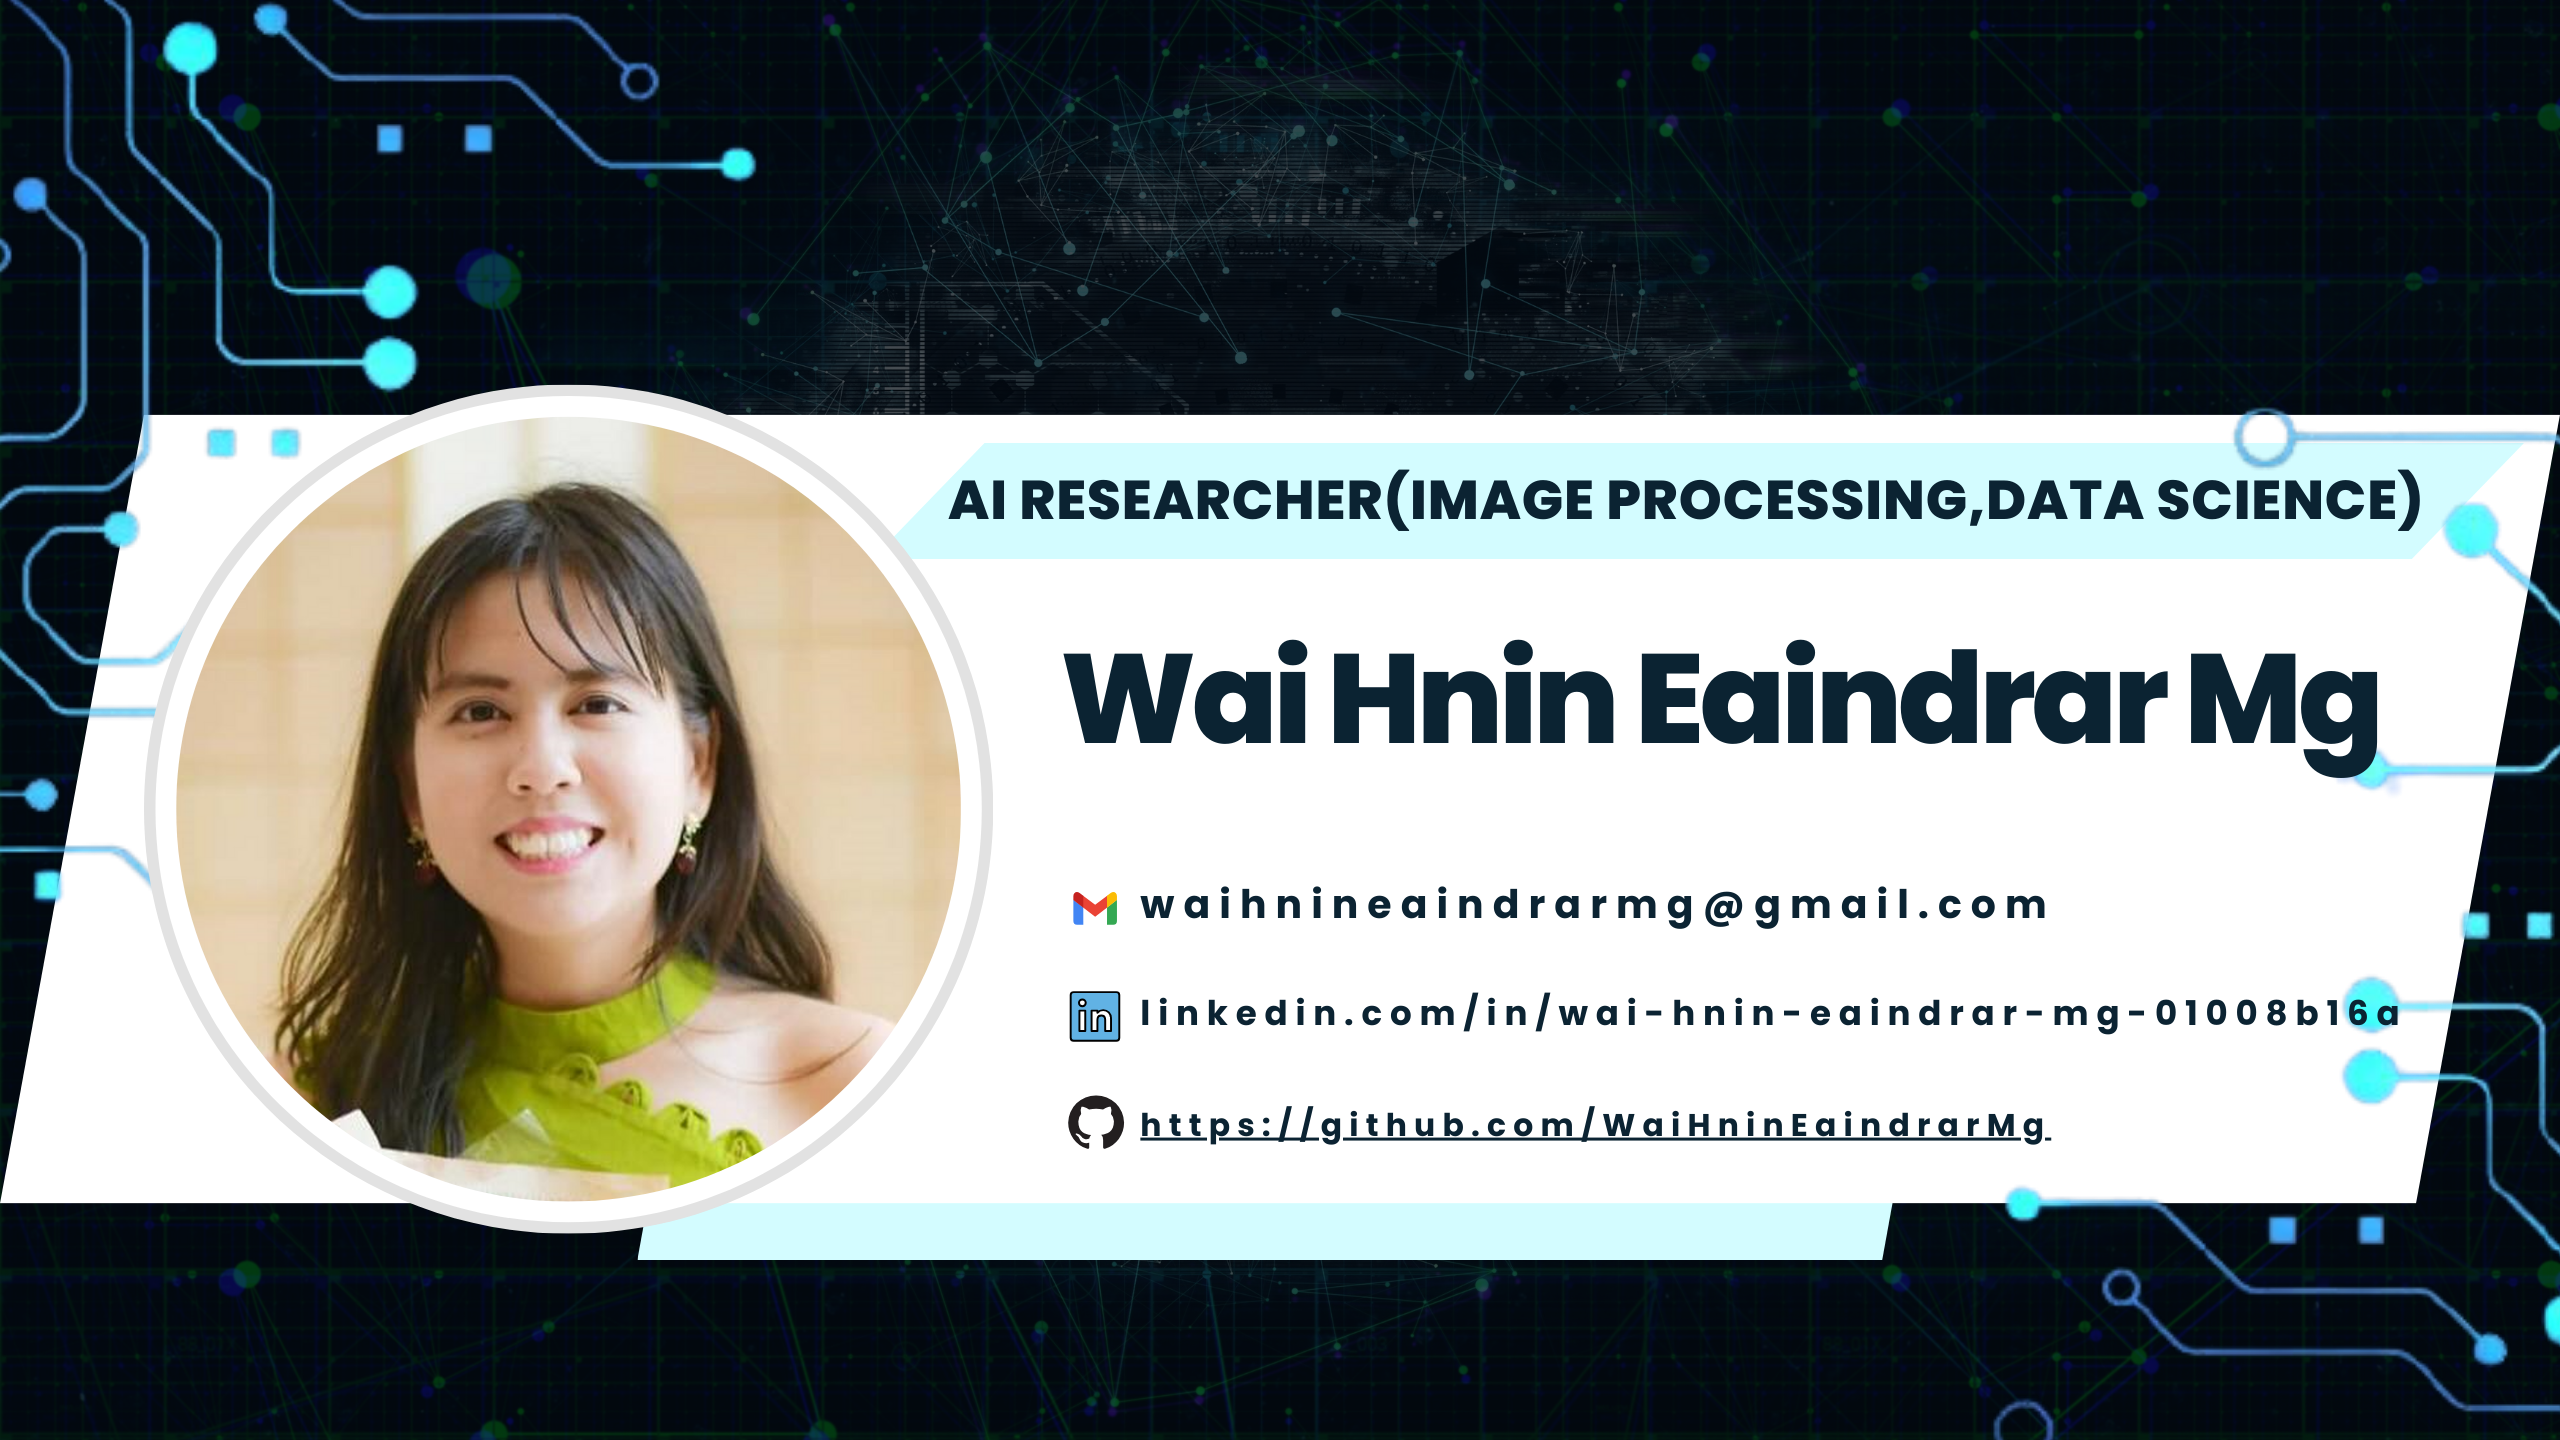 AI RESEARCHER(IMAGE PROCESSING,DATA SCIENCE)
Wai Hnin Eaindrar Mg
waihnineaindrarmg@gmail.com
in linkedin.com/in/wai-hnin-eaindrar-mg-01008b16a
https://github.com/WaiHninEaindrarMg